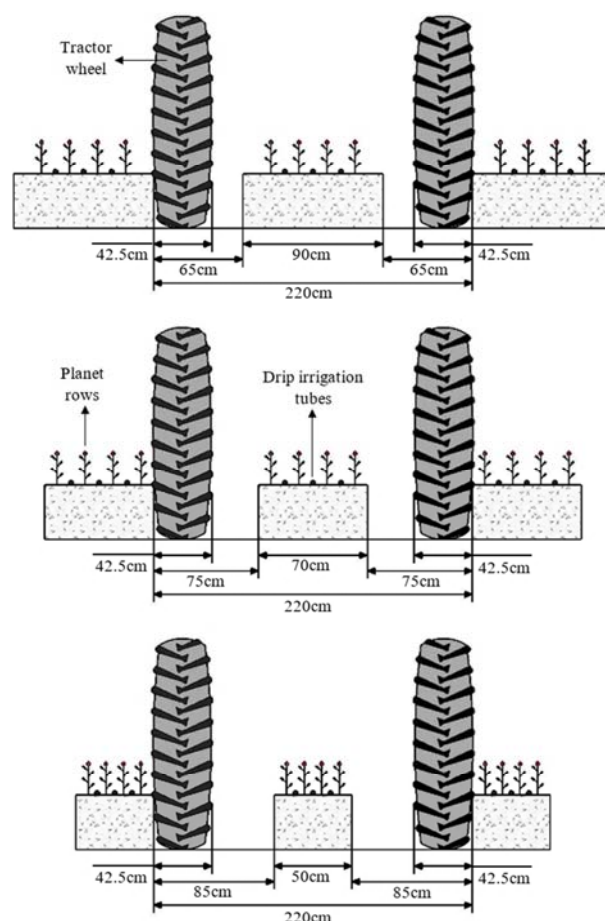 Tractor
wheel
42.5cm 90cm 42.5cm
65cm 65cm
220cm
Planet
rows
Drip irrigation
tubes
42.5cm 70cm 42.5cm
75cm 75cm
220cm
42.5cm 50cm 42.5cm
85cm 85cm
220cm